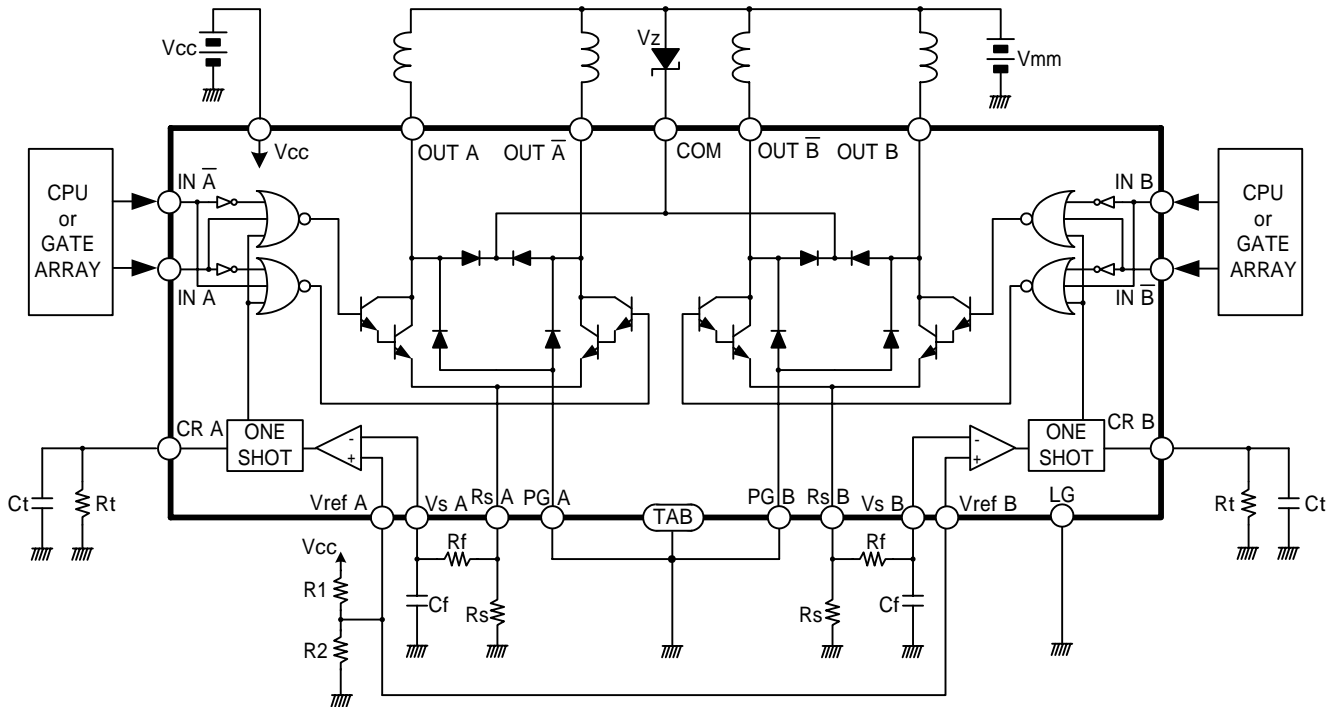 Vcc
Vz
Vmm
Vcc
OUT A
OUT A̅
COM
OUT B̅
OUT B
CPU
or
GATE
ARRAY
IN A̅
IN A
IN B
IN B̅
CPU
or
GATE
ARRAY
CR A
ONE
SHOT
-
+
-
+
ONE
SHOT
CR B
Ct
Rt
Vref A
Vs A
Rs A
PG A
TAB
PG B
Rs B
Vs B
Vref B
LG
Rt
Ct
Vcc
R1
R2
Rf
Cf
Rs
Rf
Rs
Cf